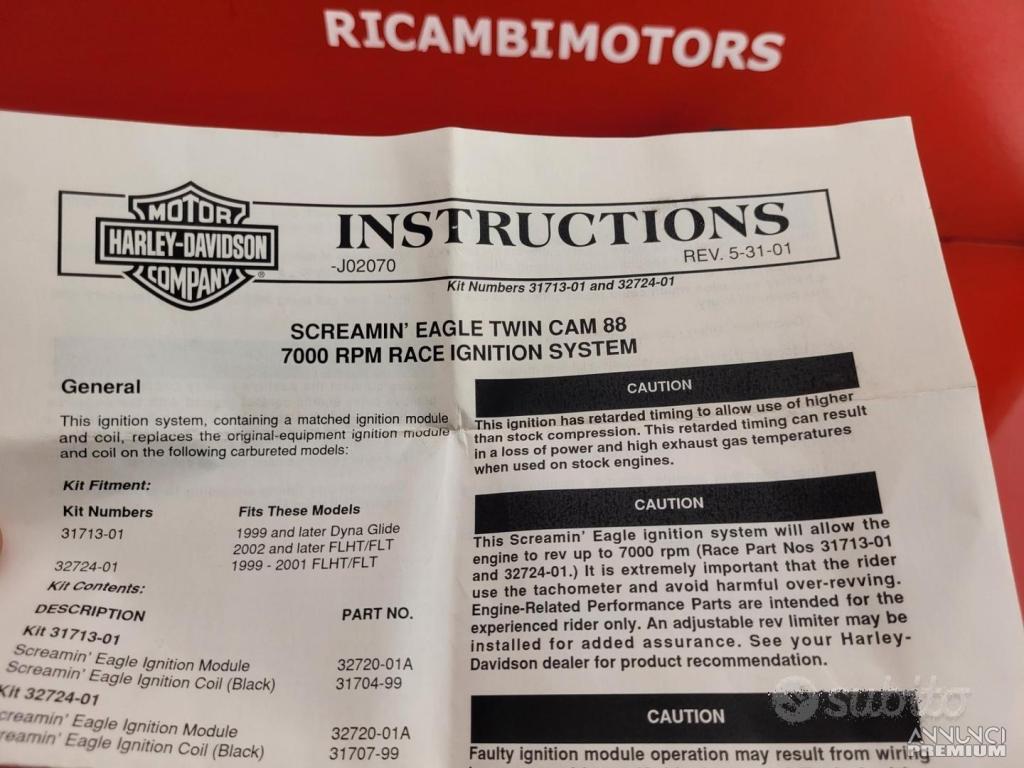 RICAMBIMOTORS
MOTOR
HARLEY-DAVIDSON
COMPANY
®
INSTRUCTIONS
-J02070
REV. 5-31-01
Kit Numbers 31713-01 and 32724-01
SCREAMIN' EAGLE TWIN CAM 88
7000 RPM RACE IGNITION SYSTEM
General
This ignition system, containing a matched ignition module
and coil, replaces the original-equipment ignition module
and coil on the following carbureted models:
Kit Fitment:
Kit Numbers Fits These Models
31713-01 1999 and later Dyna Glide
2002 and later FLHT/FLT
32724-01 1999 - 2001 FLHT/FLT
Kit Contents:
DESCRIPTION PART NO.
Kit 31713-01
Screamin' Eagle Ignition Module 32720-01A
Screamin' Eagle Ignition Coil (Black) 31704-99
Kit 32724-01
creamin' Eagle Ignition Module 32720-01A
reamin' Eagle Ignition Coil (Black) 31707-99
CAUTION
This ignition has retarded timing to allow use of higher
than stock compression. This retarded timing can result
in a loss of power and high exhaust gas temperatures
when used on stock engines.
CAUTION
This Screamin' Eagle ignition system will allow the
engine to rev up to 7000 rpm (Race Part Nos 31713-01
and 32724-01.) It is extremely important that the rider
use the tachometer and avoid harmful over-revving.
Engine-Related Performance Parts are intended for the
experienced rider only. An adjustable rev limiter may be
installed for added assurance. See your Harley-
Davidson dealer for product recommendation.
CAUTION
Faulty ignition module operation may result from wiring
subito
ANNUNCI
PREMIUM